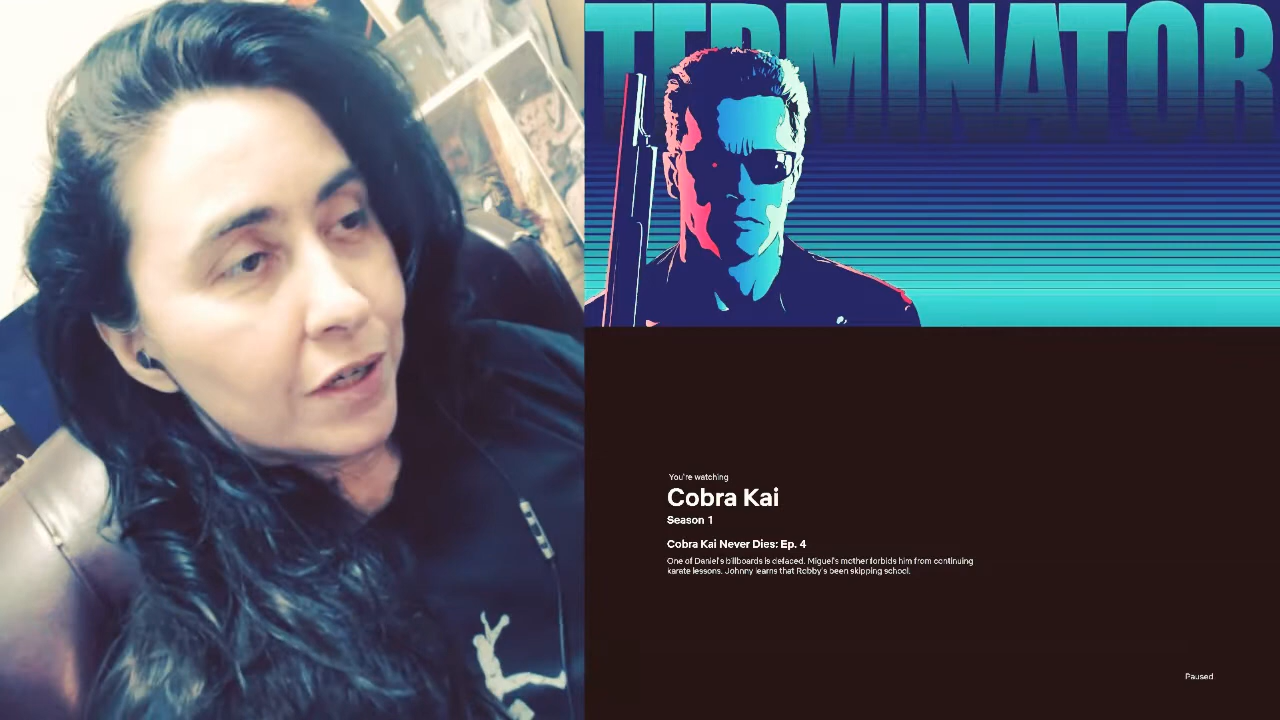 TERMINATOR
You're watching
Cobra Kai
Season 1
Cobra Kai Never Dies: Ep. 4
One of Daniel's billboards is defaced. Miguel's mother forbids him from continuing
karate lessons. Johnny learns that Robby's been skipping school.
Paused